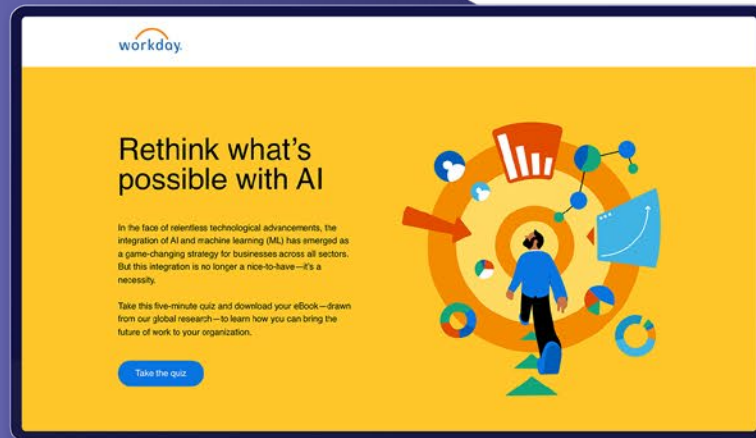 workday.
Rethink what's
possible with AI
In the face of relentless technological advancements, the
integration of AI and machine learning (ML) has emerged as
a game-changing strategy for businesses across all sectors.
But this integration is no longer a nice-to-have—it's a
necessity.
Take this five-minute quiz and download your eBook—drawn
from our global research—to learn how you can bring the
future of work to your organization.
Take the quiz